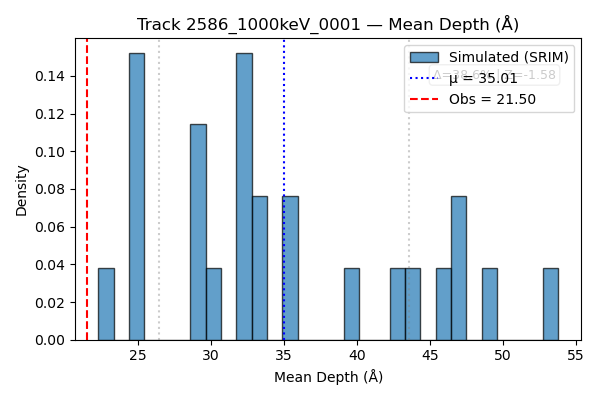 Track 2586_1000keV_0001 — Mean Depth (Å)
Density
0.14
0.12
0.10
0.08
0.06
0.04
0.02
0.00
Simulated (SRIM)
μ = 35.01
Obs = 21.50
25
30
35
40
45
50
55
Mean Depth (Å)